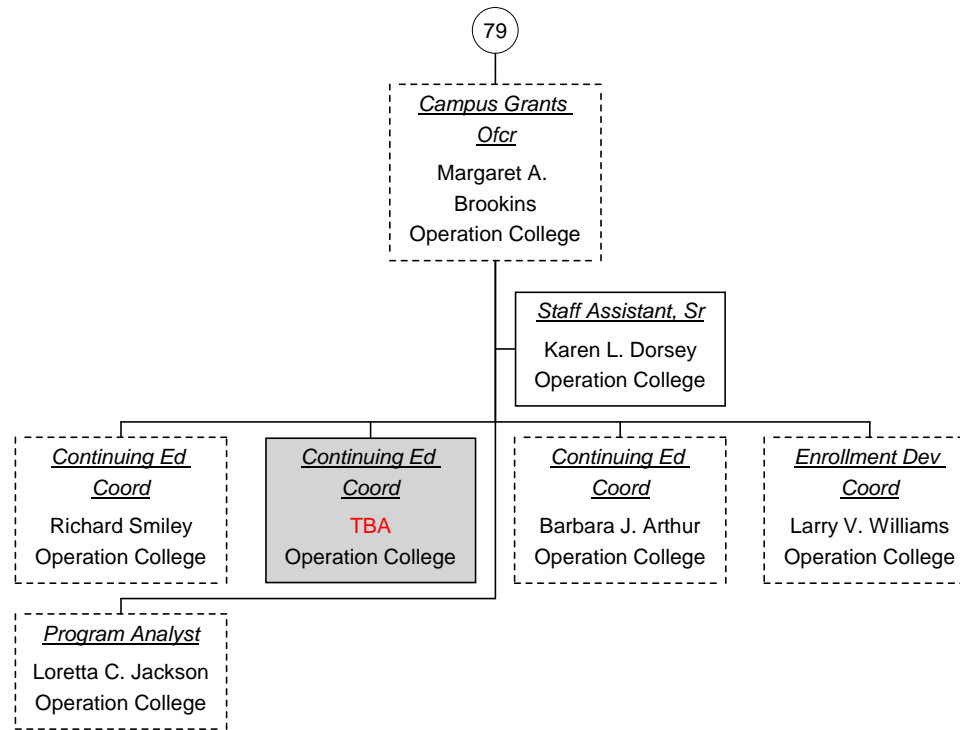 79
Campus Grants
Ofcr
Margaret A.
Brookins
Operation College
Staff Assistant, Sr
Karen L. Dorsey
Operation College
Continuing Ed
Coord
Richard Smiley
Operation College
Continuing Ed
Coord
TBA
Operation College
Continuing Ed
Coord
Barbara J. Arthur
Operation College
Enrollment Dev
Coord
Larry V. Williams
Operation College
Program Analyst
Loretta C. Jackson
Operation College